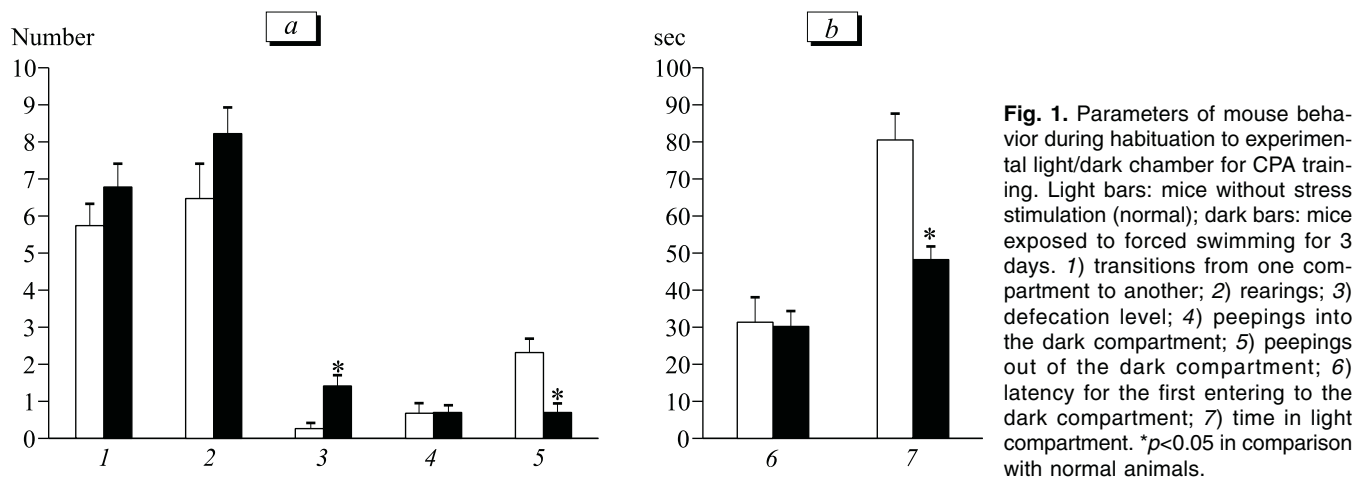 a
Number
10
9
8
7
6
5
4
3
2
1
0
*
*
1 2 3 4 5
b
sec
100
90
80
70
60
50
40
30
20
10
0
*
6 7
Fig. 1. Parameters of mouse beha-
vior during habituation to experimen-
tal light/dark chamber for CPA train-
ing. Light bars: mice without stress
stimulation (normal); dark bars: mice
exposed to forced swimming for 3
days. 1) transitions from one com-
partment to another; 2) rearings; 3)
defecation level; 4) peepings into
the dark compartment; 5) peepings
out of the dark compartment; 6)
latency for the first entering to the
dark compartment; 7) time in light
compartment. *p<0.05 in comparison
with normal animals.